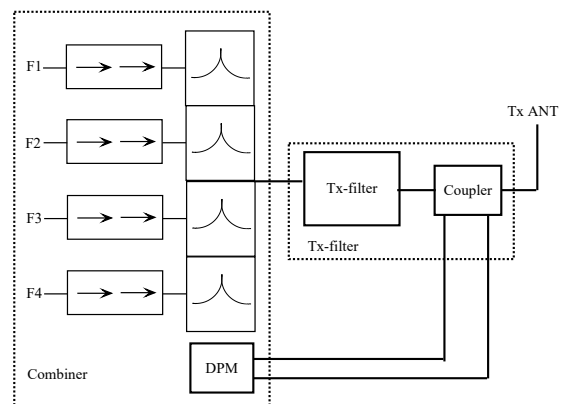 F1
F2
F3
F4
Combiner
DPM
Tx-filter
Tx-filter
Coupler
Tx ANT